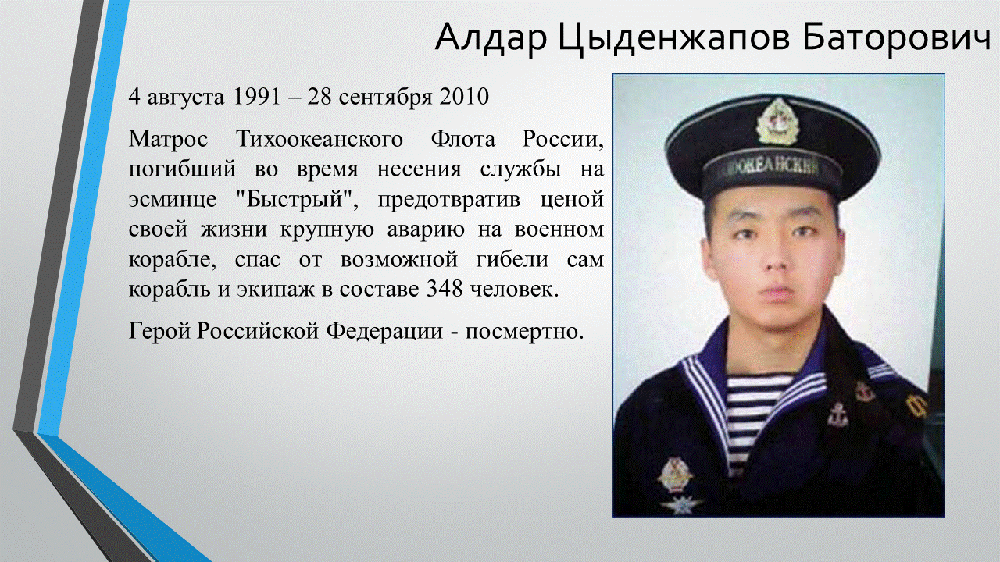 Алдар Цыденжапов Баторович
4 августа 1991 – 28 сентября 2010
Матрос Тихоокеанского Флота России,
погибший во время несения службы на
эсминце "Быстрый", предотвратив ценой
своей жизни крупную аварию на военном
корабле, спас от возможной гибели сам
корабль и экипаж в составе 348 человек.
Герой Российской Федерации - посмертно.
ООКЕАНСКИ